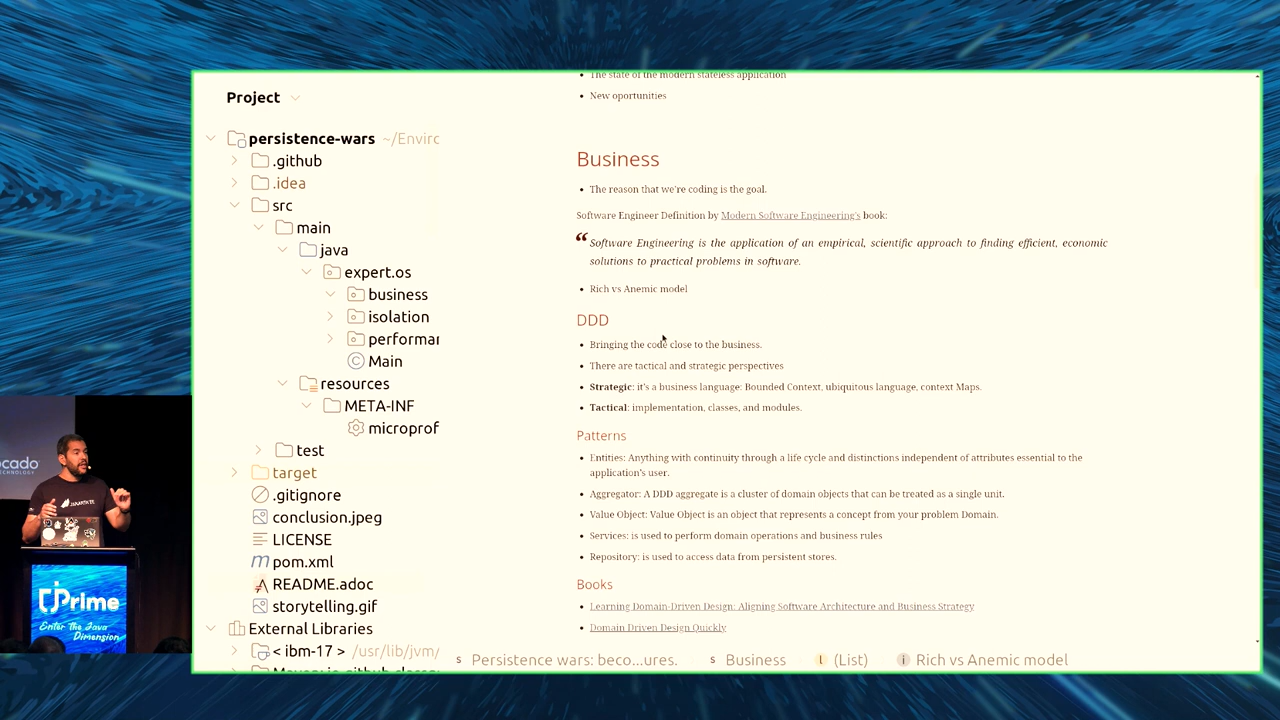 Project
persistence-wars ~/Envirc
.github
.idea
src
main
java
expert.os
business
isolation
performar
Main
resources
META-INF
microprof
test
target
.gitignore
conclusion.jpeg
LICENSE
pom.xml
README.adoc
storytelling.gif
External Libraries
< ibm-17 > /usr/lib/jvm/
The state of the modern stateless application
New oportunities
Business
The reason that we're coding is the goal.
Software Engineer Definition by Modern Software Engineering's book:
“ Software Engineering is the application of an empirical, scientific approach to finding efficient, economic
solutions to practical problems in software.
Rich vs Anemic model
DDD
Bringing the code close to the business.
There are tactical and strategic perspectives
Strategic: it's a business language: Bounded Context, ubiquitous language, context Maps.
Tactical: implementation, classes, and modules.
Patterns
Entities: Anything with continuity through a life cycle and distinctions independent of attributes essential to the
application's user.
Aggregator: A DDD aggregate is a cluster of domain objects that can be treated as a single unit.
Value Object: Value Object is an object that represents a concept from your problem Domain.
Services: is used to perform domain operations and business rules
Repository: is used to access data from persistent stores.
Books
Learning Domain-Driven Design: Aligning Software Architecture and Business Strategy
Domain Driven Design Quickly
s Persistence wars: beco...ures. s Business l (List) i Rich vs Anemic model
cado
TECHNOLOGY
JAKARTA EE
JPrime
Enter The Java
Dimension